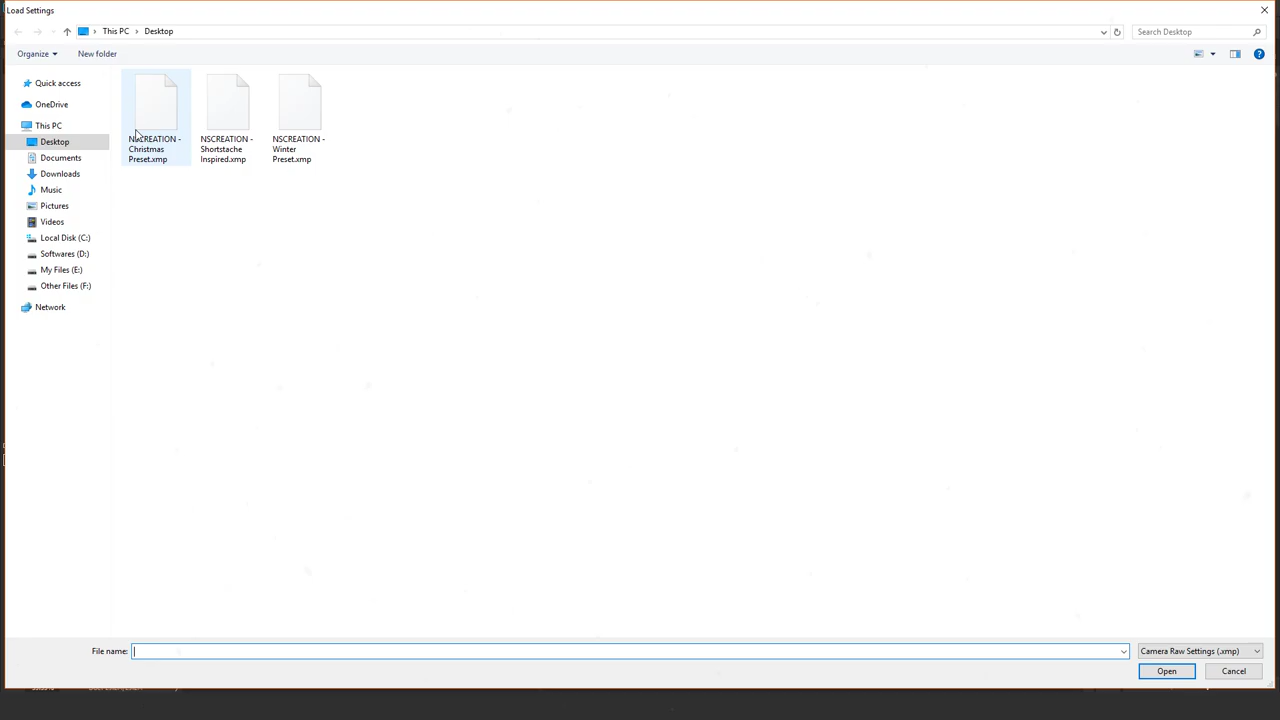 Load Settings
This PC > Desktop
Search Desktop
Organize
New folder
Quick access
OneDrive
This PC
Desktop
Documents
Downloads
Music
Pictures
Videos
Local Disk (C:)
Softwares (D:)
My Files (E:)
Other Files (F:)
Network
NSCREATION -
Christmas
Preset.xmp
NSCREATION -
Shortstache
Inspired.xmp
NSCREATION -
Winter
Preset.xmp
File name:
Camera Raw Settings (.xmp)
Open
Cancel